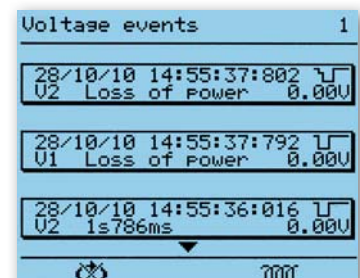 Voltage events 1
28/10/10 14:55:37:802
V2 Loss of power 0.00V
28/10/10 14:55:37:792
V1 Loss of power 0.00V
28/10/10 14:55:36:016
V2 1s786ms 0.00V